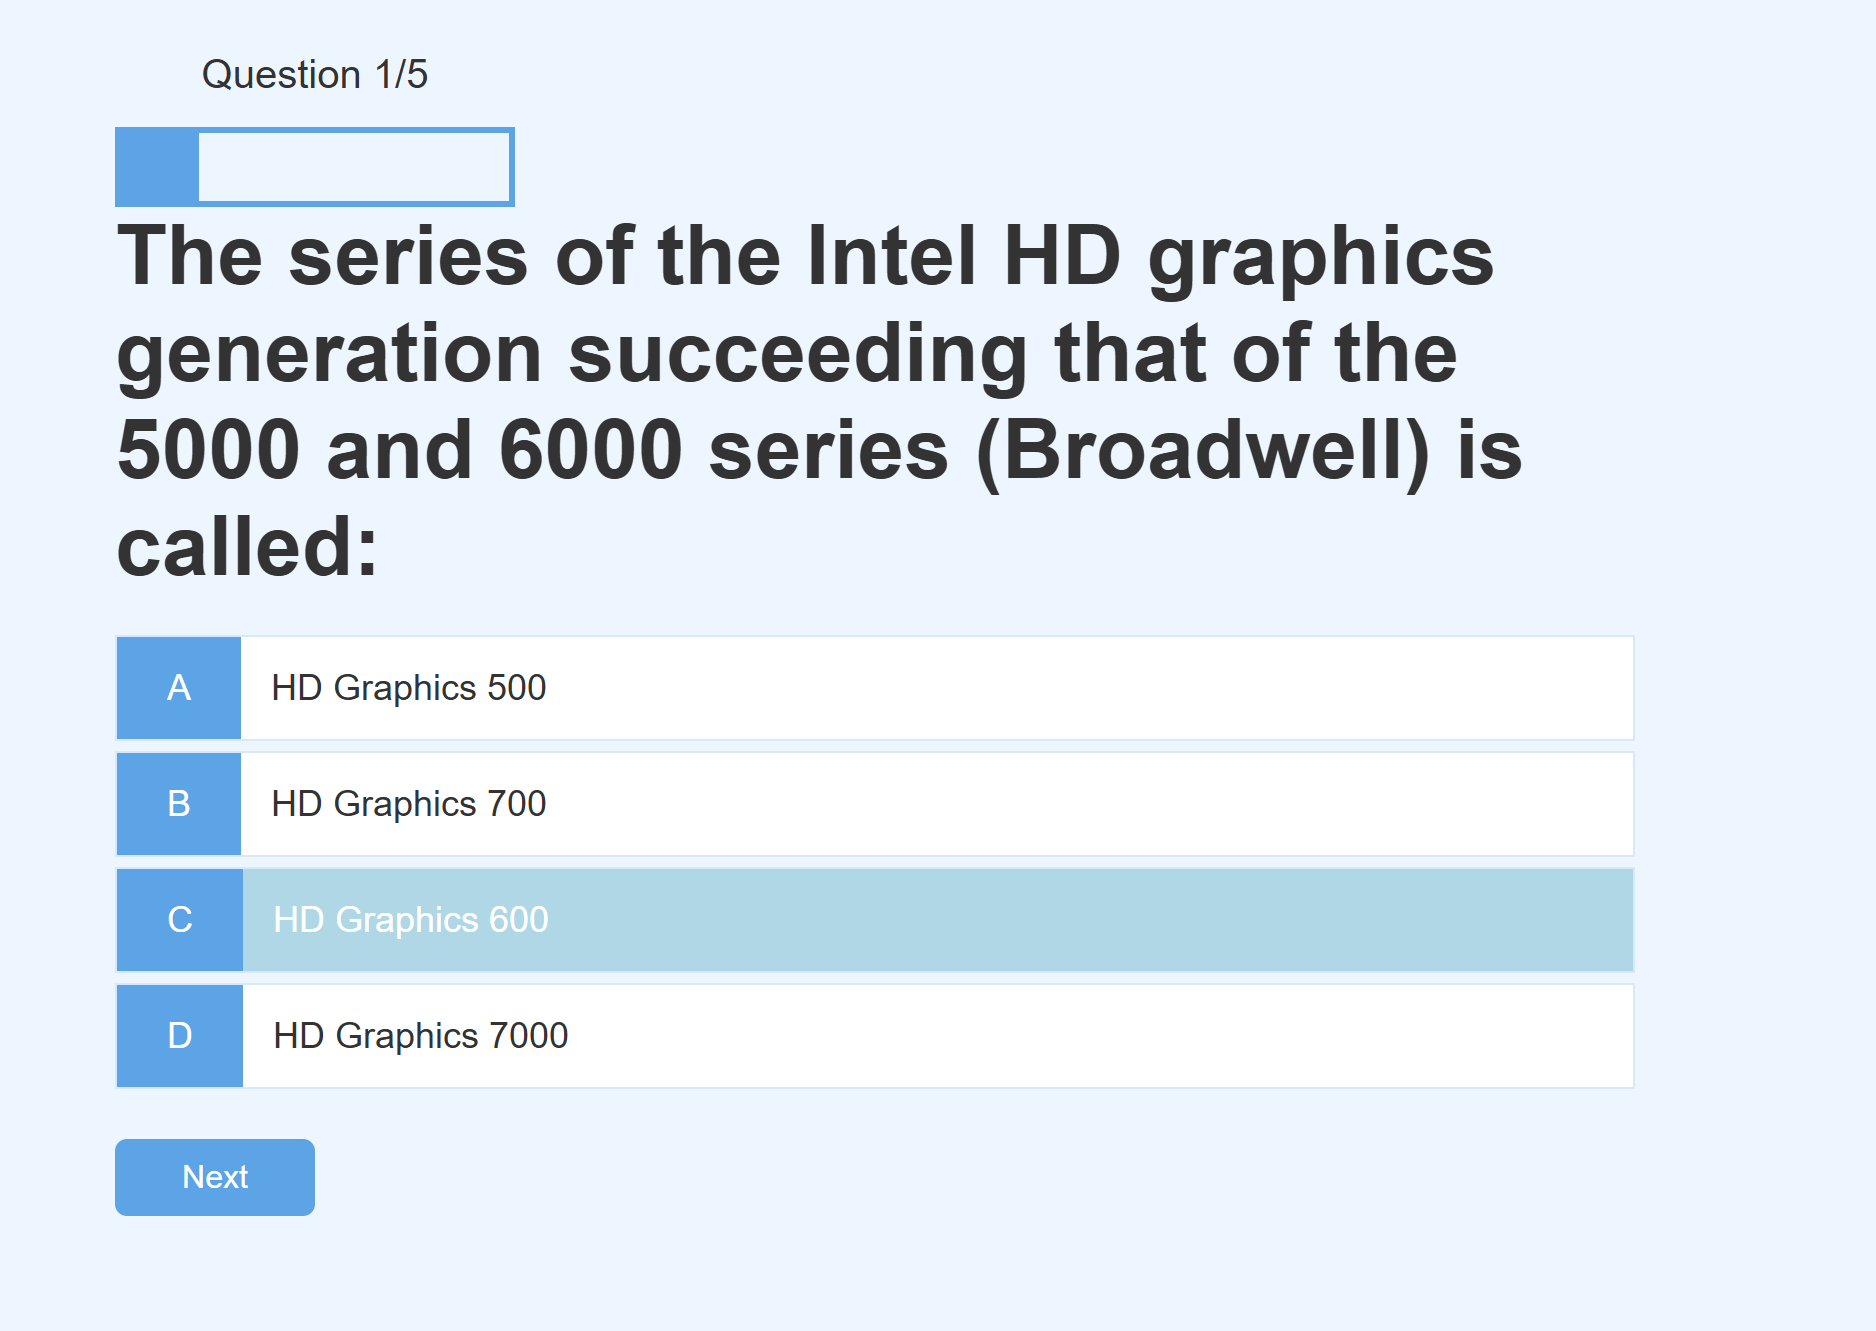 Question 1/5
The series of the Intel HD graphics
generation succeeding that of the
5000 and 6000 series (Broadwell) is
called:
A HD Graphics 500
B HD Graphics 700
C HD Graphics 600
D HD Graphics 7000
Next